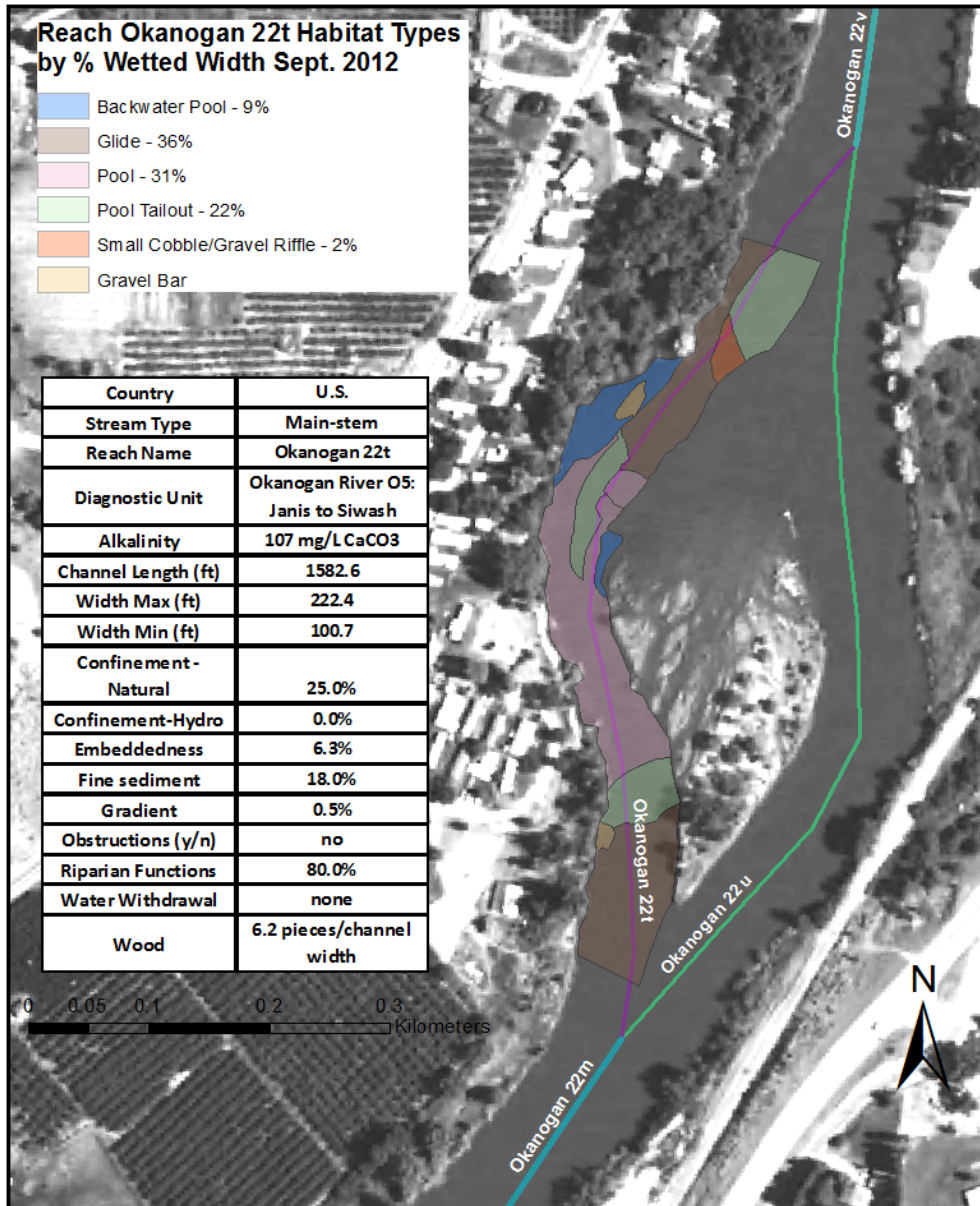 Reach Okanogan 22t Habitat Types
by % Wetted Width Sept. 2012
Backwater Pool - 9%
Glide - 36%
Pool - 31%
Pool Tailout - 22%
Small Cobble/Gravel Riffle - 2%
Gravel Bar
Okanogan 22v
Country U.S.
Stream Type Main-stem
Reach Name Okanogan 22t
Diagnostic Unit Okanogan River O5:
Janis to Siwash
Alkalinity 107 mg/L CaCO3
Channel Length (ft) 1582.6
Width Max (ft) 222.4
Width Min (ft) 100.7
Confinement -
Natural 25.0%
Confinement-Hydro 0.0%
Embeddedness 6.3%
Fine sediment 18.0%
Gradient 0.5%
Obstructions (y/n) no
Riparian Functions 80.0%
Water Withdrawal none
Wood 6.2 pieces/channel
width
Okanogan 22t
Okanogan 22u
N
0 0.05 0.1 0.2 0.3
Kilometers
Okanogan 22m